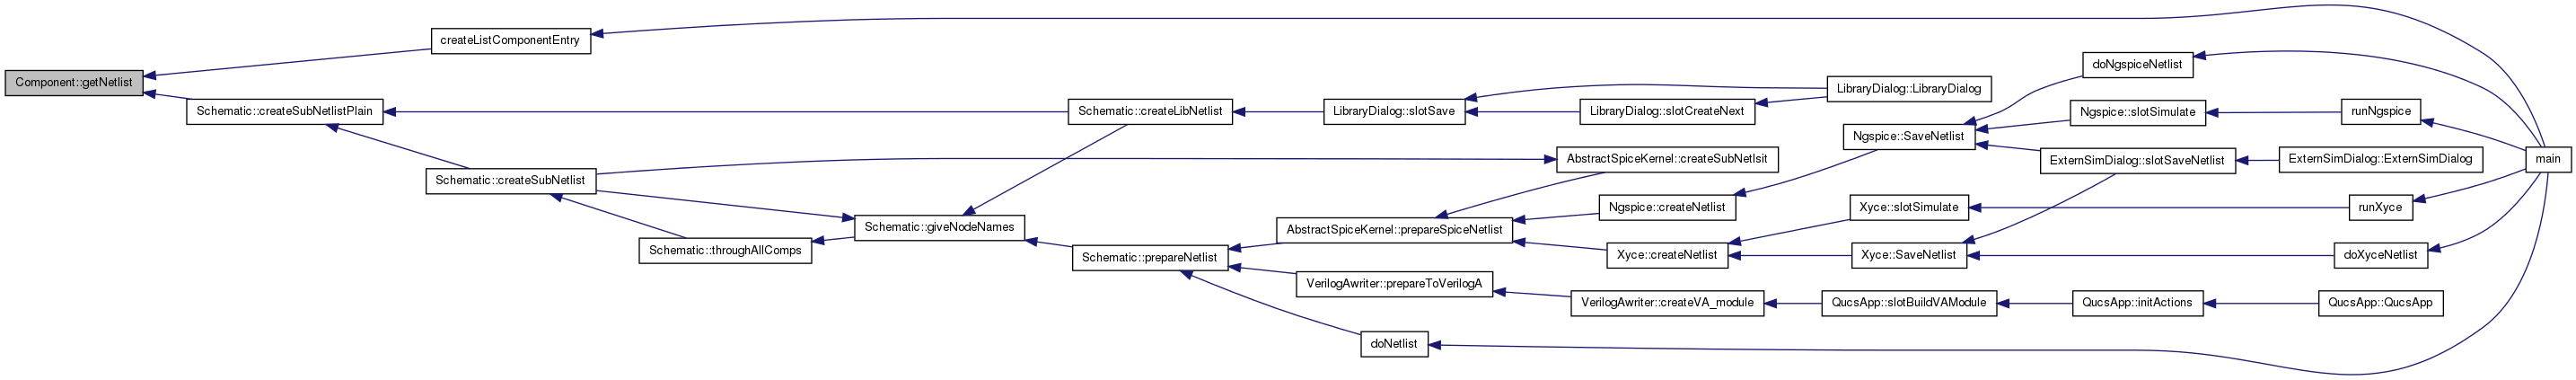 Component::getNetlist
createListComponentEntry
Schematic::createSubNetlistPlain
Schematic::createSubNetlist
Schematic::throughAllComps
Schematic::giveNodeNames
Schematic::createLibNetlist
Schematic::prepareNetlist
LibraryDialog::slotSave
LibraryDialog::slotCreateNext
LibraryDialog::LibraryDialog
AbstractSpiceKernel::createSubNetlsit
AbstractSpiceKernel::prepareSpiceNetlist
Ngspice::createNetlist
Xyce::createNetlist
VerilogAwriter::prepareToVerilogA
VerilogAwriter::createVA_module
doNetlist
Ngspice::SaveNetlist
Xyce::slotSimulate
Xyce::SaveNetlist
QucsApp::slotBuildVAModule
doNgspiceNetlist
Ngspice::slotSimulate
ExternSimDialog::slotSaveNetlist
QucsApp::initActions
runNgspice
ExternSimDialog::ExternSimDialog
runXyce
doXyceNetlist
QucsApp::QucsApp
main